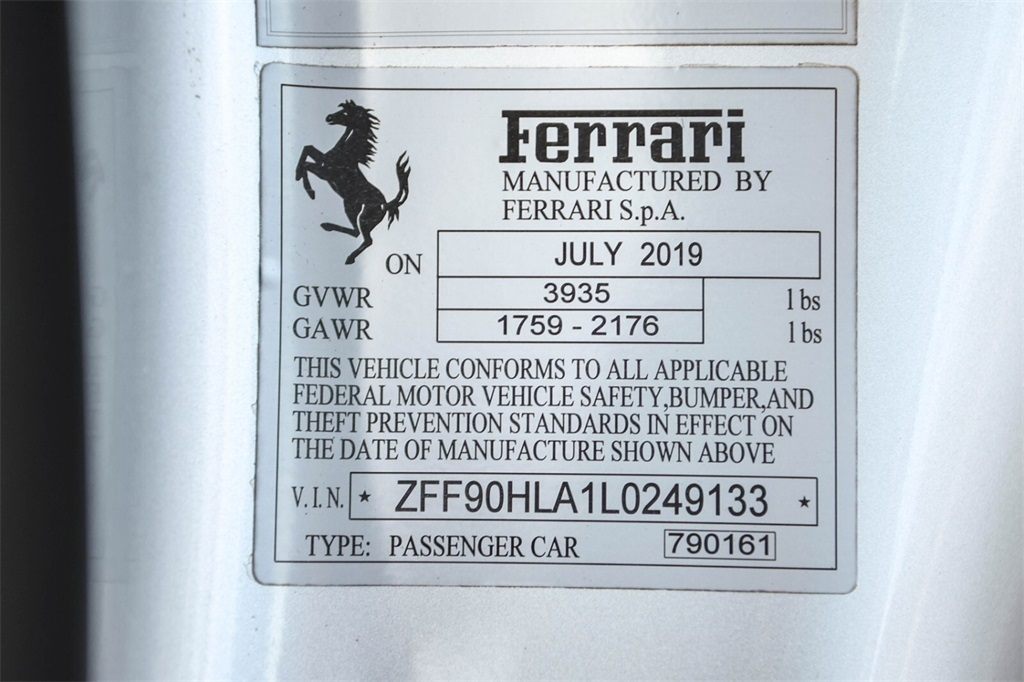 Ferrari
MANUFACTURED BY
FERRARI S.p.A.
ON JULY 2019
GVWR 3935 lbs
GAWR 1759 - 2176 lbs
THIS VEHICLE CONFORMS TO ALL APPLICABLE
FEDERAL MOTOR VEHICLE SAFETY,BUMPER,AND
THEFT PREVENTION STANDARDS IN EFFECT ON
THE DATE OF MANUFACTURE SHOWN ABOVE
V.I.N. ★ ZFF90HLA1L0249133 ★
TYPE: PASSENGER CAR 790161